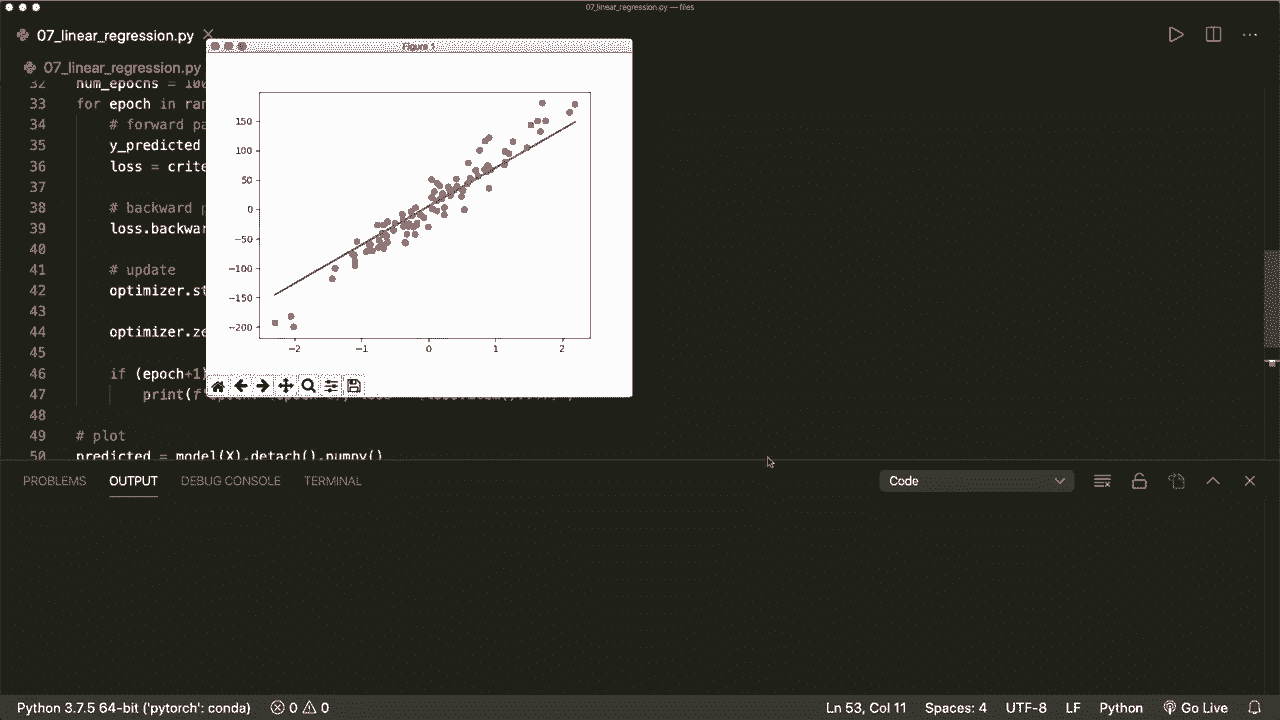 07_linear_regression.py — files
07_linear_regression.py
07_linear_regression.py
Figure 1
32 num_epochs = 100
33 for epoch in ran
34 # forward pa
35 y_predicted
36 loss = crite
37
38 # backward p
39 loss.backwar
40
41 # update
42 optimizer.st
43
44 optimizer.ze
45
46 if (epoch+1)
47 print(f
48
49 # plot
50 predicted = model(X).detach().numpy()
150
100
50
0
−50
−100
−150
−200
−2 −1 0 1 2
PROBLEMS OUTPUT DEBUG CONSOLE TERMINAL Code
Python 3.7.5 64-bit ('pytorch': conda) 0 0 Ln 53, Col 11 Spaces: 4 UTF-8 LF Python Go Live